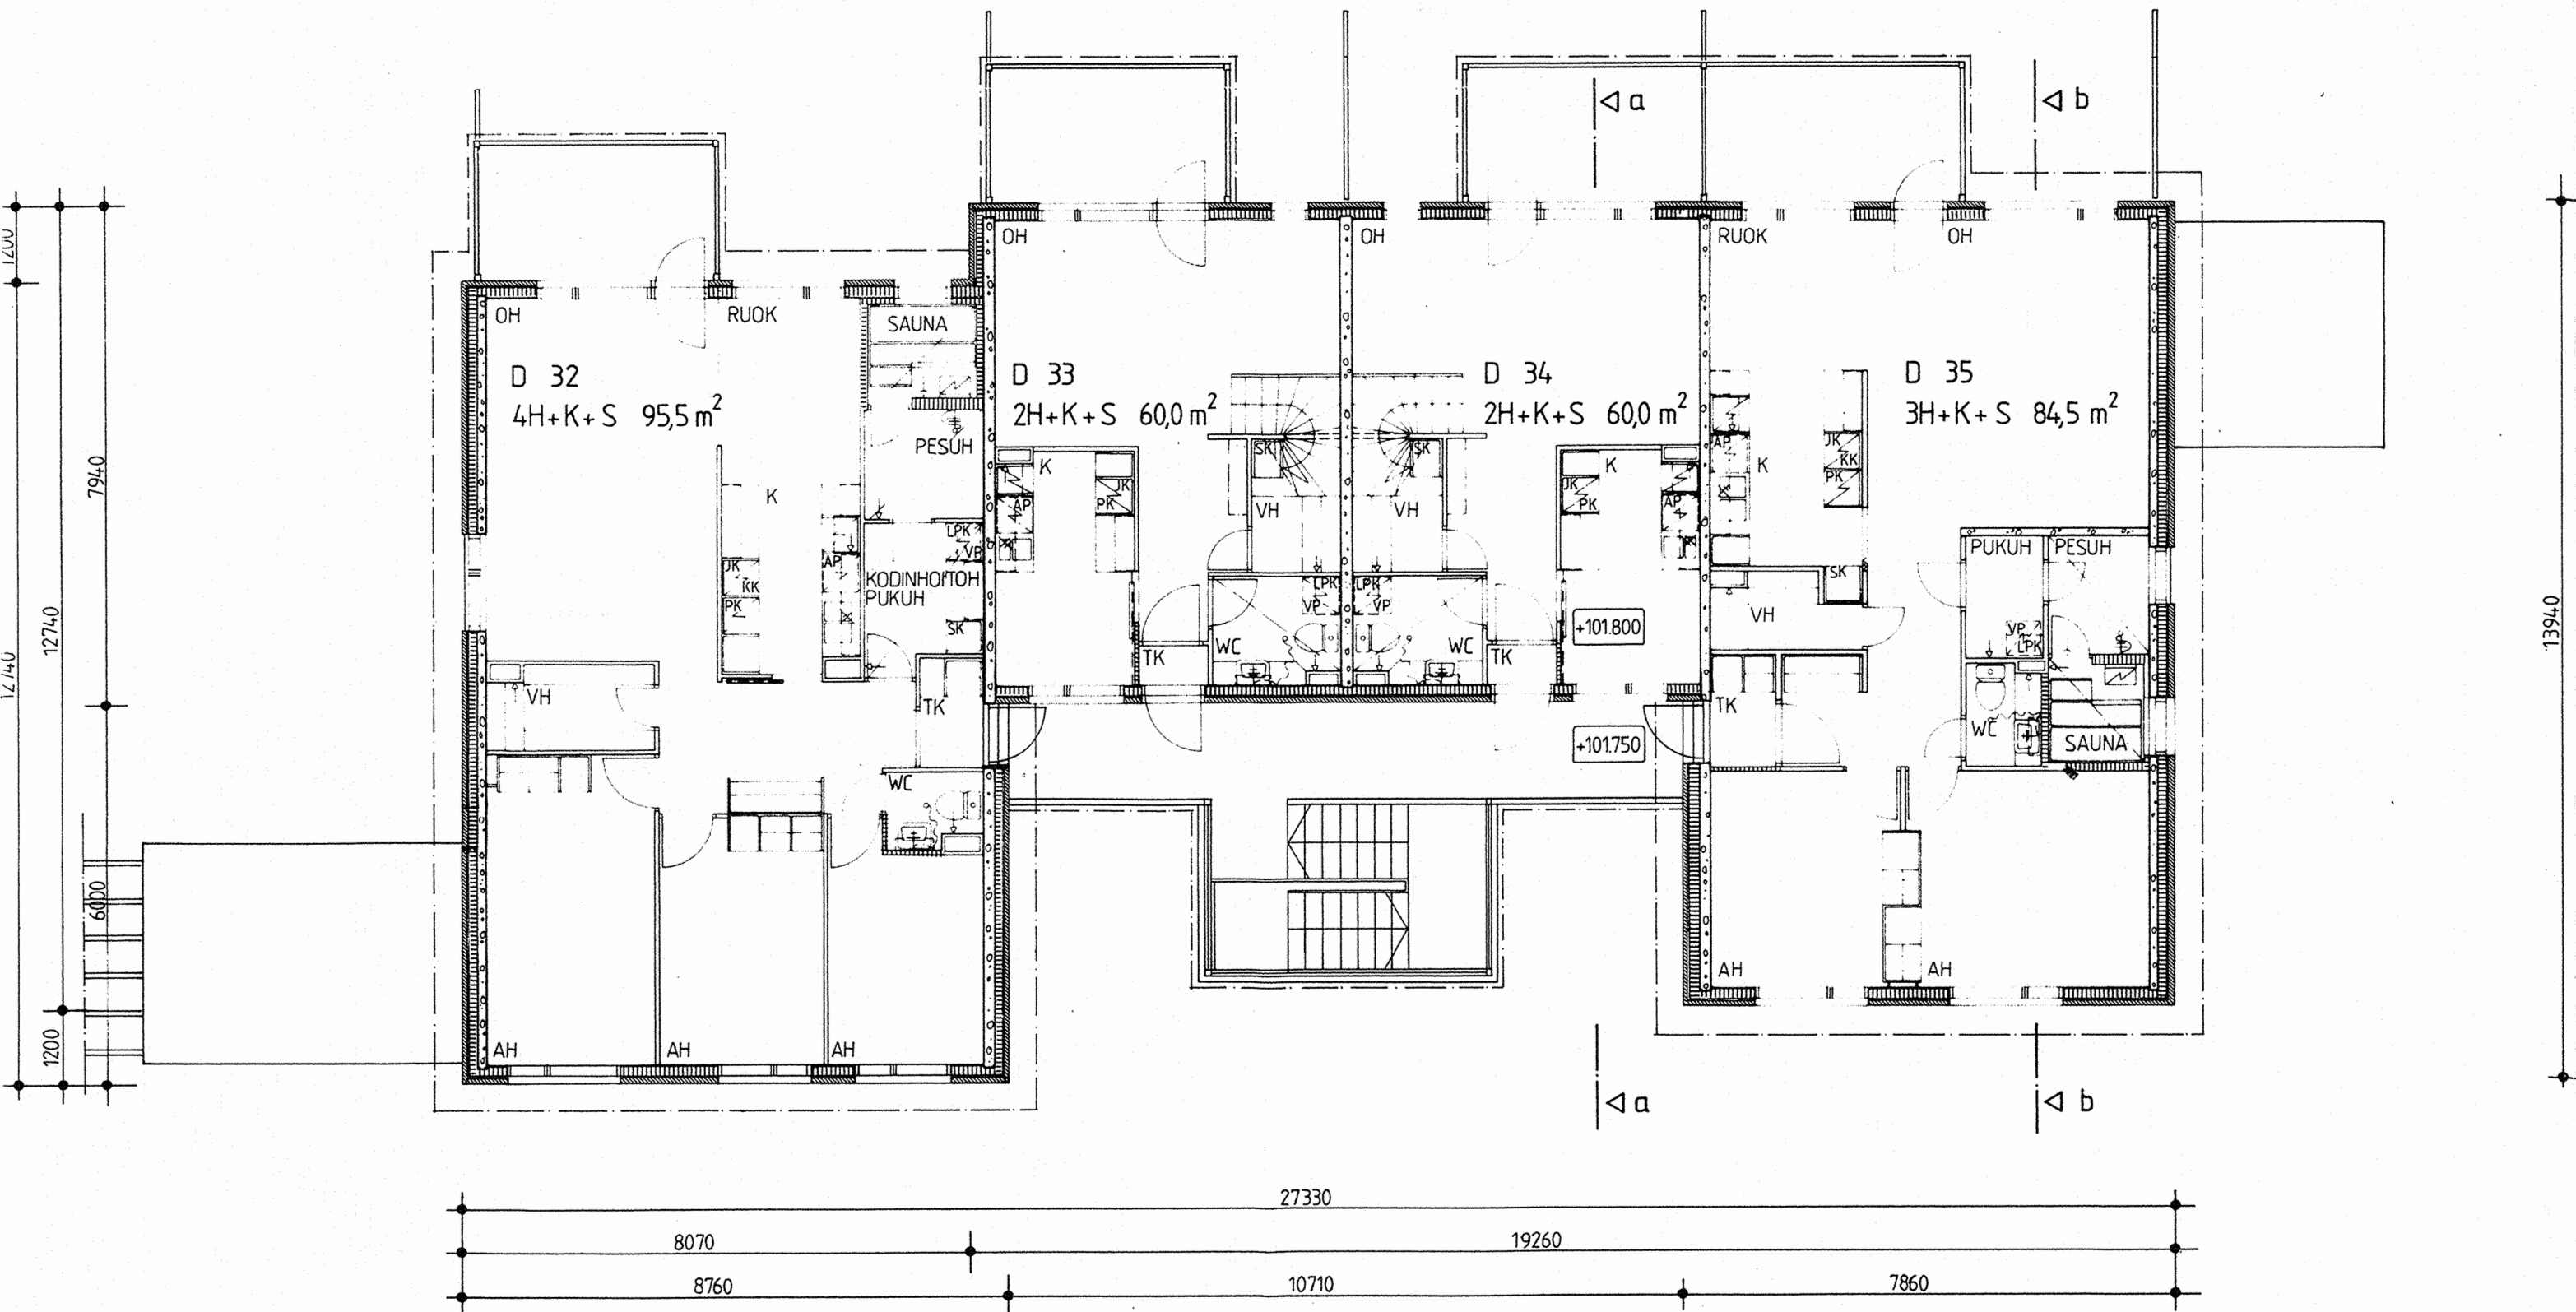 a
b
OH
OH
RUOK
OH
OH
RUOK
SAUNA
D 32
4H+K+S 95,5 m²
D 33
2H+K+S 60,0 m²
D 34
2H+K+S 60,0 m²
D 35
3H+K+S 84,5 m²
PESUH
K
K
SK
SK
K
AP
K
JK
KK
PK
JK
PK
AP
VH
VH
JK
PK
AP
LPK
VP
AP
JK
KK
PK
KODINHOITOH
PUKUH
SK
LPK
VP
LPK
VP
PUKUH
PESUH
SK
VH
VP
LPK
+101.800
WC
WC
TK
TK
VH
TK
TK
WC
SAUNA
+101.750
WC
AH
AH
AH
AH
AH
a
b
1200
12740
12740
7940
6000
1200
13940
27330
8070
19260
8760
10710
7860